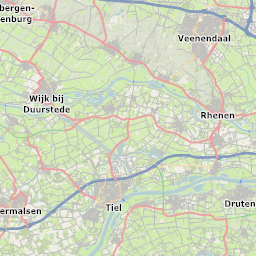 bergen-
enburg
Veenendaal
Wijk bij
Duurstede
Rhenen
Tiel
Druten
ermalsen